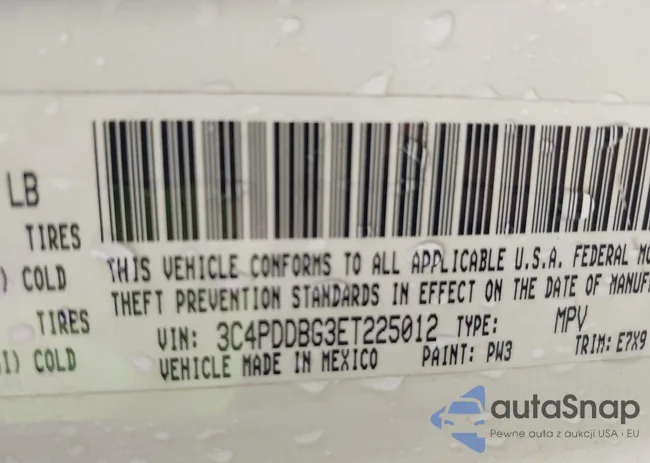 LB
TIRES
) COLD
TIRES
SI) COLD
THIS VEHICLE CONFORMS TO ALL APPLICABLE U.S.A. FEDERAL MO
THEFT PREVENTION STANDARDS IN EFFECT ON THE DATE OF MANUF
VIN: 3C4PDDBG3ET225012 TYPE: MPV
VEHICLE MADE IN MEXICO PAINT: PW3 TRIM: E7X9
autaSnap
Pewne auta z aukcji USA i EU